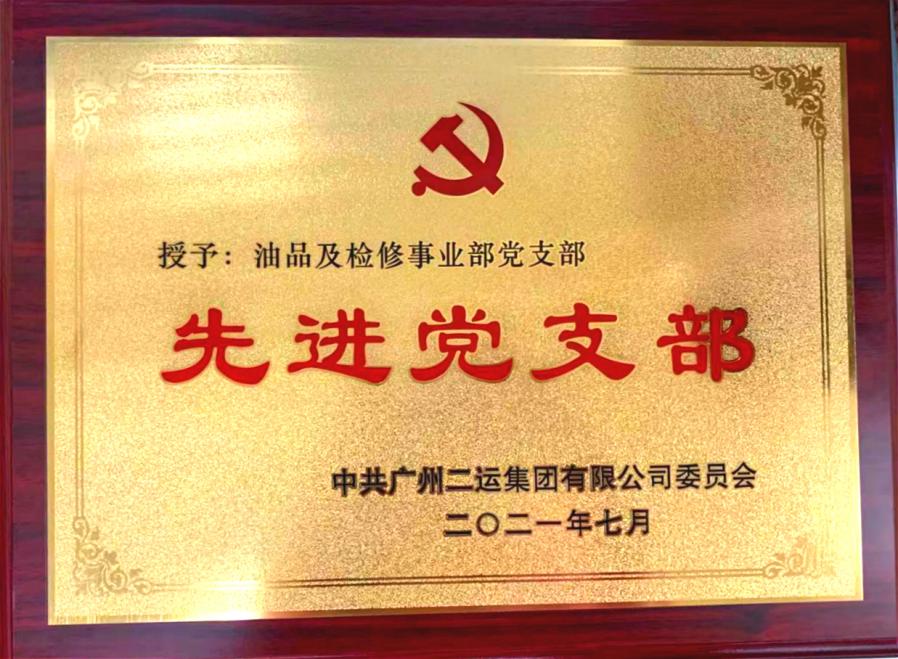 授予：油品及检修事业部党支部
先进党支部
中共广州二运集团有限公司委员会
二〇二一年七月